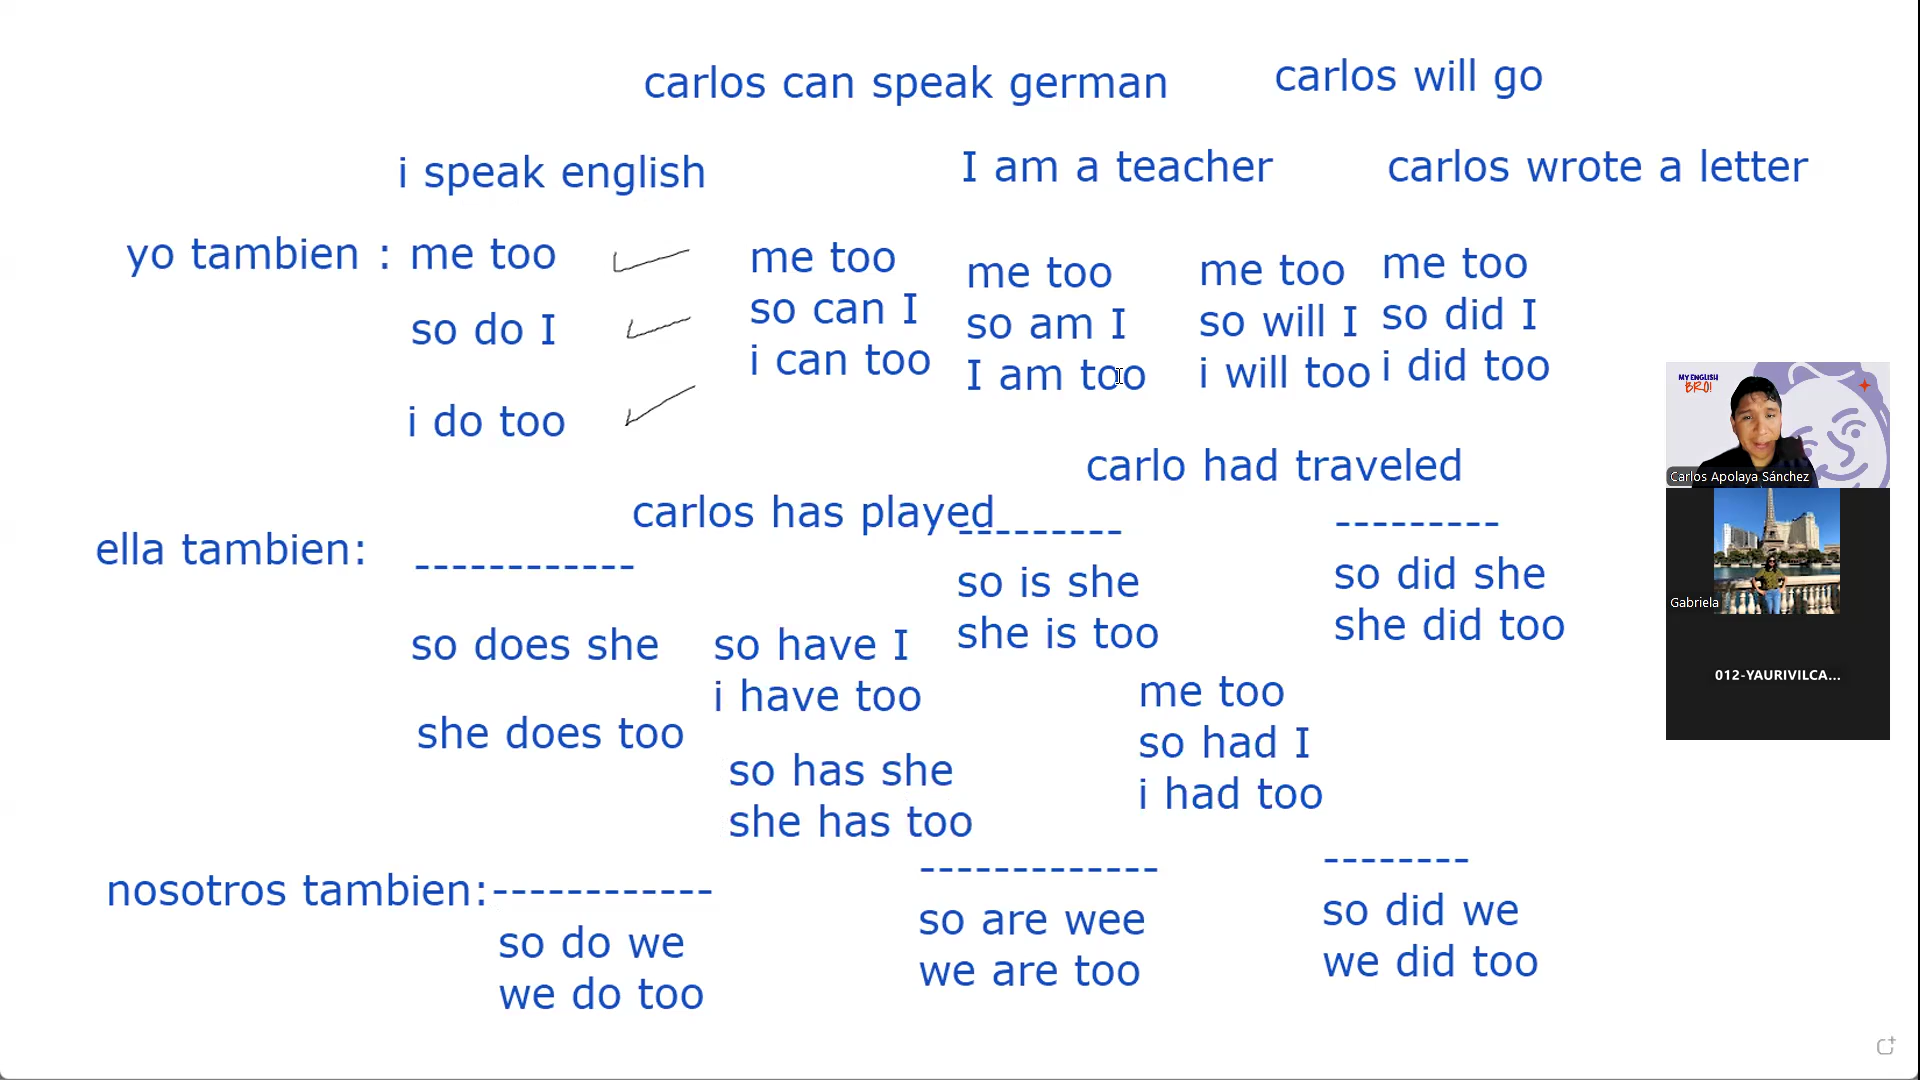 carlos can speak german
carlos will go
i speak english
I am a teacher
carlos wrote a letter
yo tambien : me too
so do I
i do too
me too
so can I
i can too
me too
so am I
I am too
me too
so will I
i will too
me too
so did I
i did too
carlo had traveled
carlos has played
ella tambien:
------------
so does she
she does too
so have I
i have too
so has she
she has too
---------
so is she
she is too
me too
so had I
i had too
---------
so did she
she did too
nosotros tambien:------------
so do we
we do too
-------------
so are wee
we are too
--------
so did we
we did too
MY ENGLISH
BRO!
Carlos Apolaya Sánchez
Gabriela
012-YAURIVILCA...